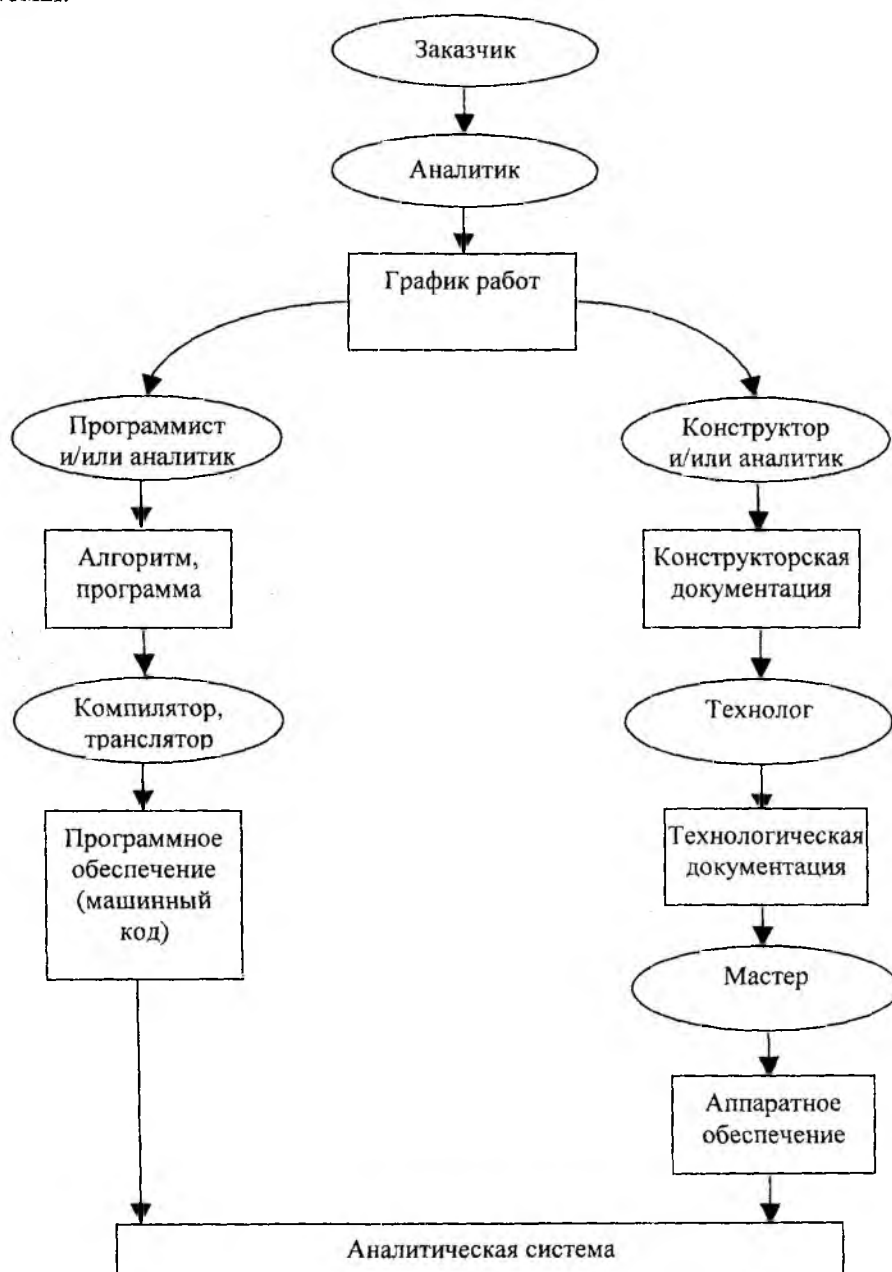 Заказчик
Аналитик
График работ
Программист
и/или аналитик
Конструктор
и/или аналитик
Алгоритм,
программа
Конструкторская
документация
Компилятор,
транслятор
Технолог
Программное
обеспечение
(машинный
код)
Технологическая
документация
Мастер
Аппаратное
обеспечение
Аналитическая система